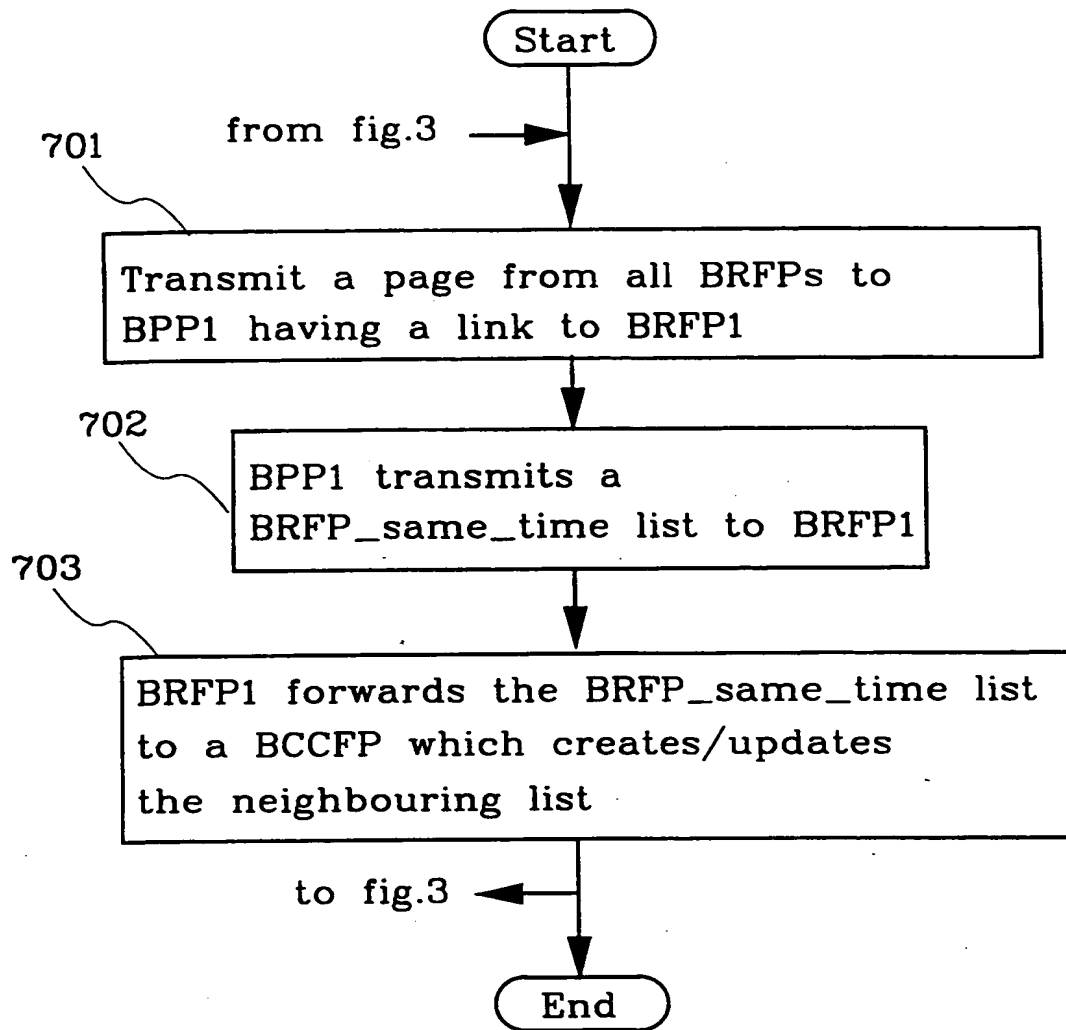 Start
from fig.3
701
Transmit a page from all BRFPs to
BPP1 having a link to BRFP1
702
BPP1 transmits a
BRFP_same_time list to BRFP1
703
BRFP1 forwards the BRFP_same_time list
to a BCCFP which creates/updates
the neighbouring list
to fig.3
End